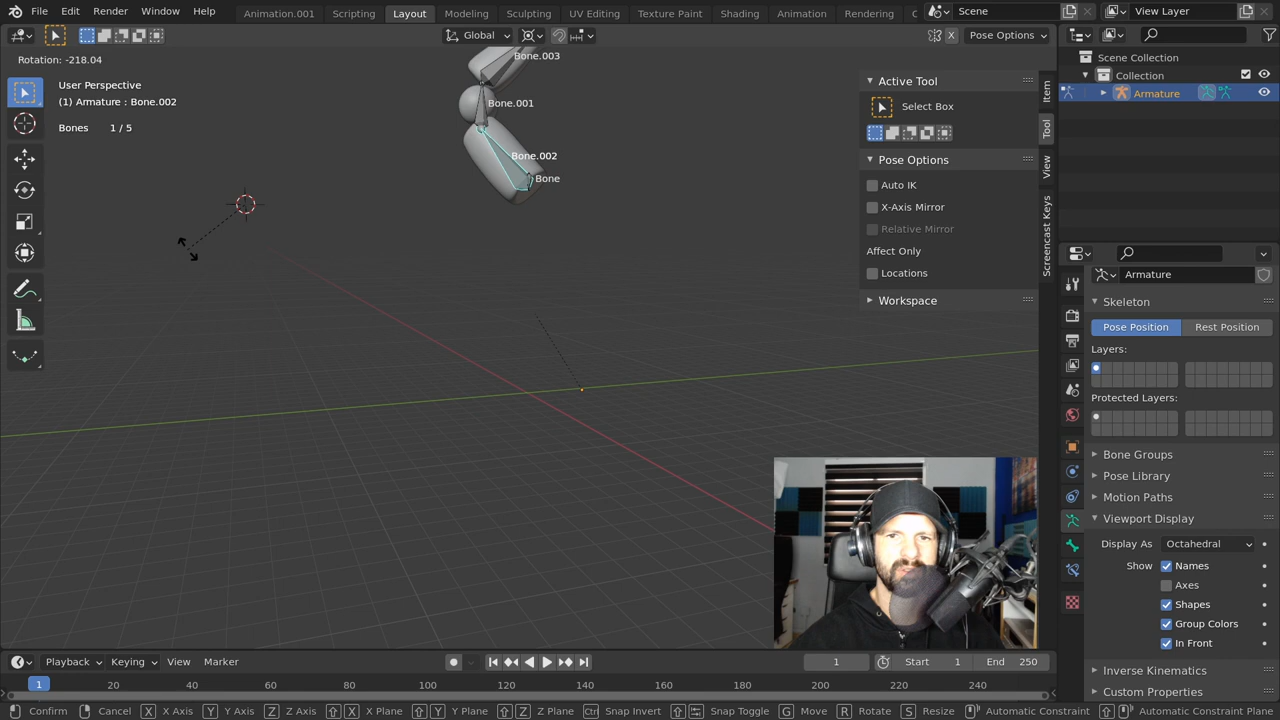 File Edit Render Window Help Animation.001 Scripting Layout Modeling Sculpting UV Editing Texture Paint Shading Animation Rendering Scene View Layer
Global X Pose Options
Rotation: -218.04
User Perspective
(1) Armature : Bone.002
Bones 1 / 5
Bone.003
Bone.001
Bone.002
Bone
Active Tool
Select Box
Pose Options
Auto IK
X-Axis Mirror
Relative Mirror
Affect Only
Locations
Workspace
Item
Tool
View
Screencast Keys
Scene Collection
Collection
Armature
Armature
Skeleton
Pose Position Rest Position
Layers:
Protected Layers:
Bone Groups
Pose Library
Motion Paths
Viewport Display
Display As Octahedral
Show Names
Axes
Shapes
Group Colors
In Front
Inverse Kinematics
Custom Properties
Playback Keying View Marker 1 Start 1 End 250
1 20 40 60 80 100 120 140 160 180 200 220 240
Confirm Cancel X X Axis Y Y Axis Z Z Axis X X Plane Y Y Plane Z Z Plane Ctrl Snap Invert Snap Toggle G Move R Rotate S Resize Automatic Constraint Automatic Constraint Plane